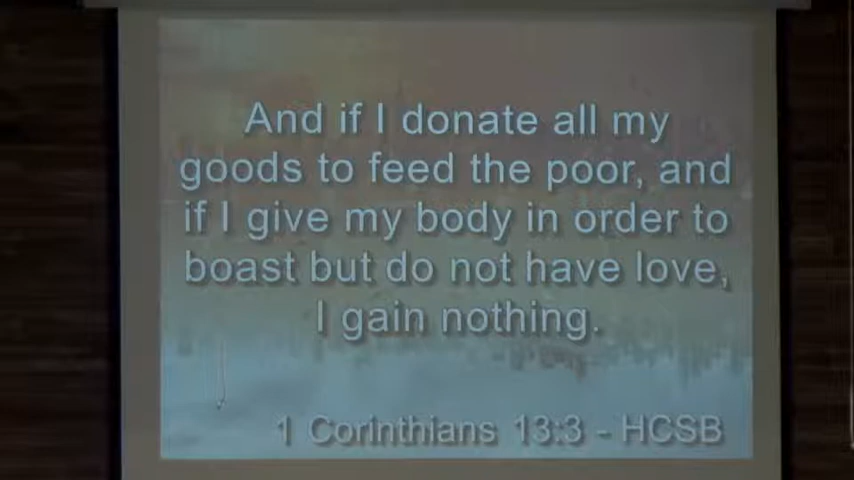 And if I donate all my
goods to feed the poor, and
if I give my body in order to
boast but do not have love,
I gain nothing.
1 Corinthians 13:3 - HCSB